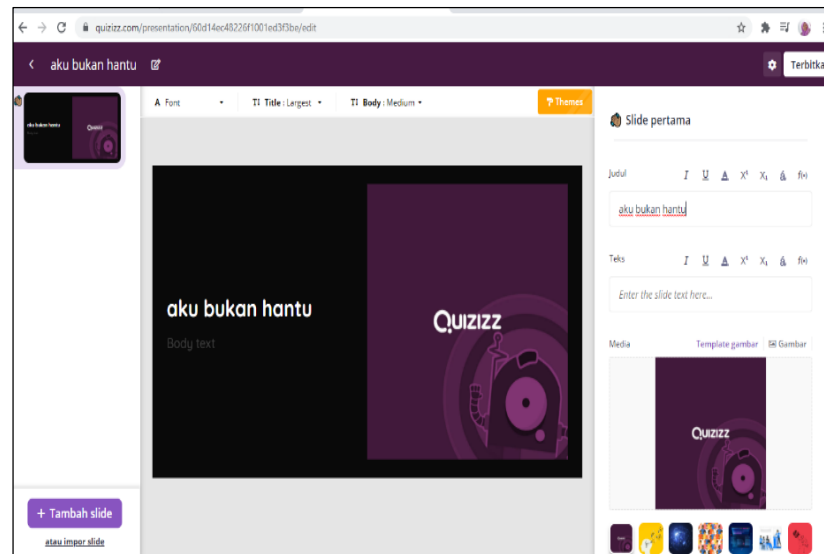 quizizz.com/presentation/60d14ec48226f1001ed3f3be/edit
aku bukan hantu
Terbitka
A Font
TI Title : Largest
TI Body : Medium
Themes
aku bukan hantu
Body text
Quizizz
aku bukan hantu
Body text
Quizizz
+ Tambah slide
atau impor slide
Slide pertama
Judul
I U A X² X₁ f(x)
aku bukan hantu
Teks
I U A X² X₁ f(x)
Enter the slide text here...
Media
Template gambar
Gambar
Quizizz